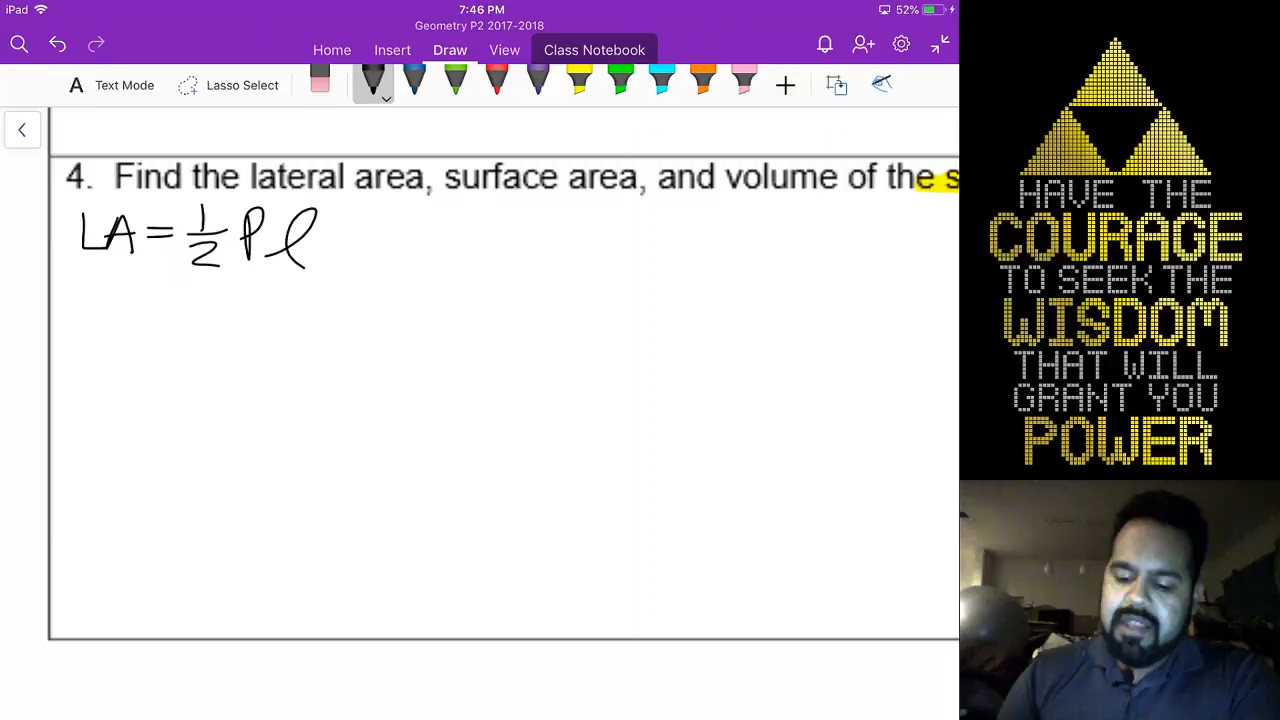 iPad 7:46 PM 52%
Geometry P2 2017-2018
Home Insert Draw View Class Notebook
A Text Mode Lasso Select
4. Find the lateral area, surface area, and volume of the s
LA = 1/2 P ℓ
HAVE THE
COURAGE
TO SEEK THE
WISDOM
THAT WILL
GRANT YOU
POWER